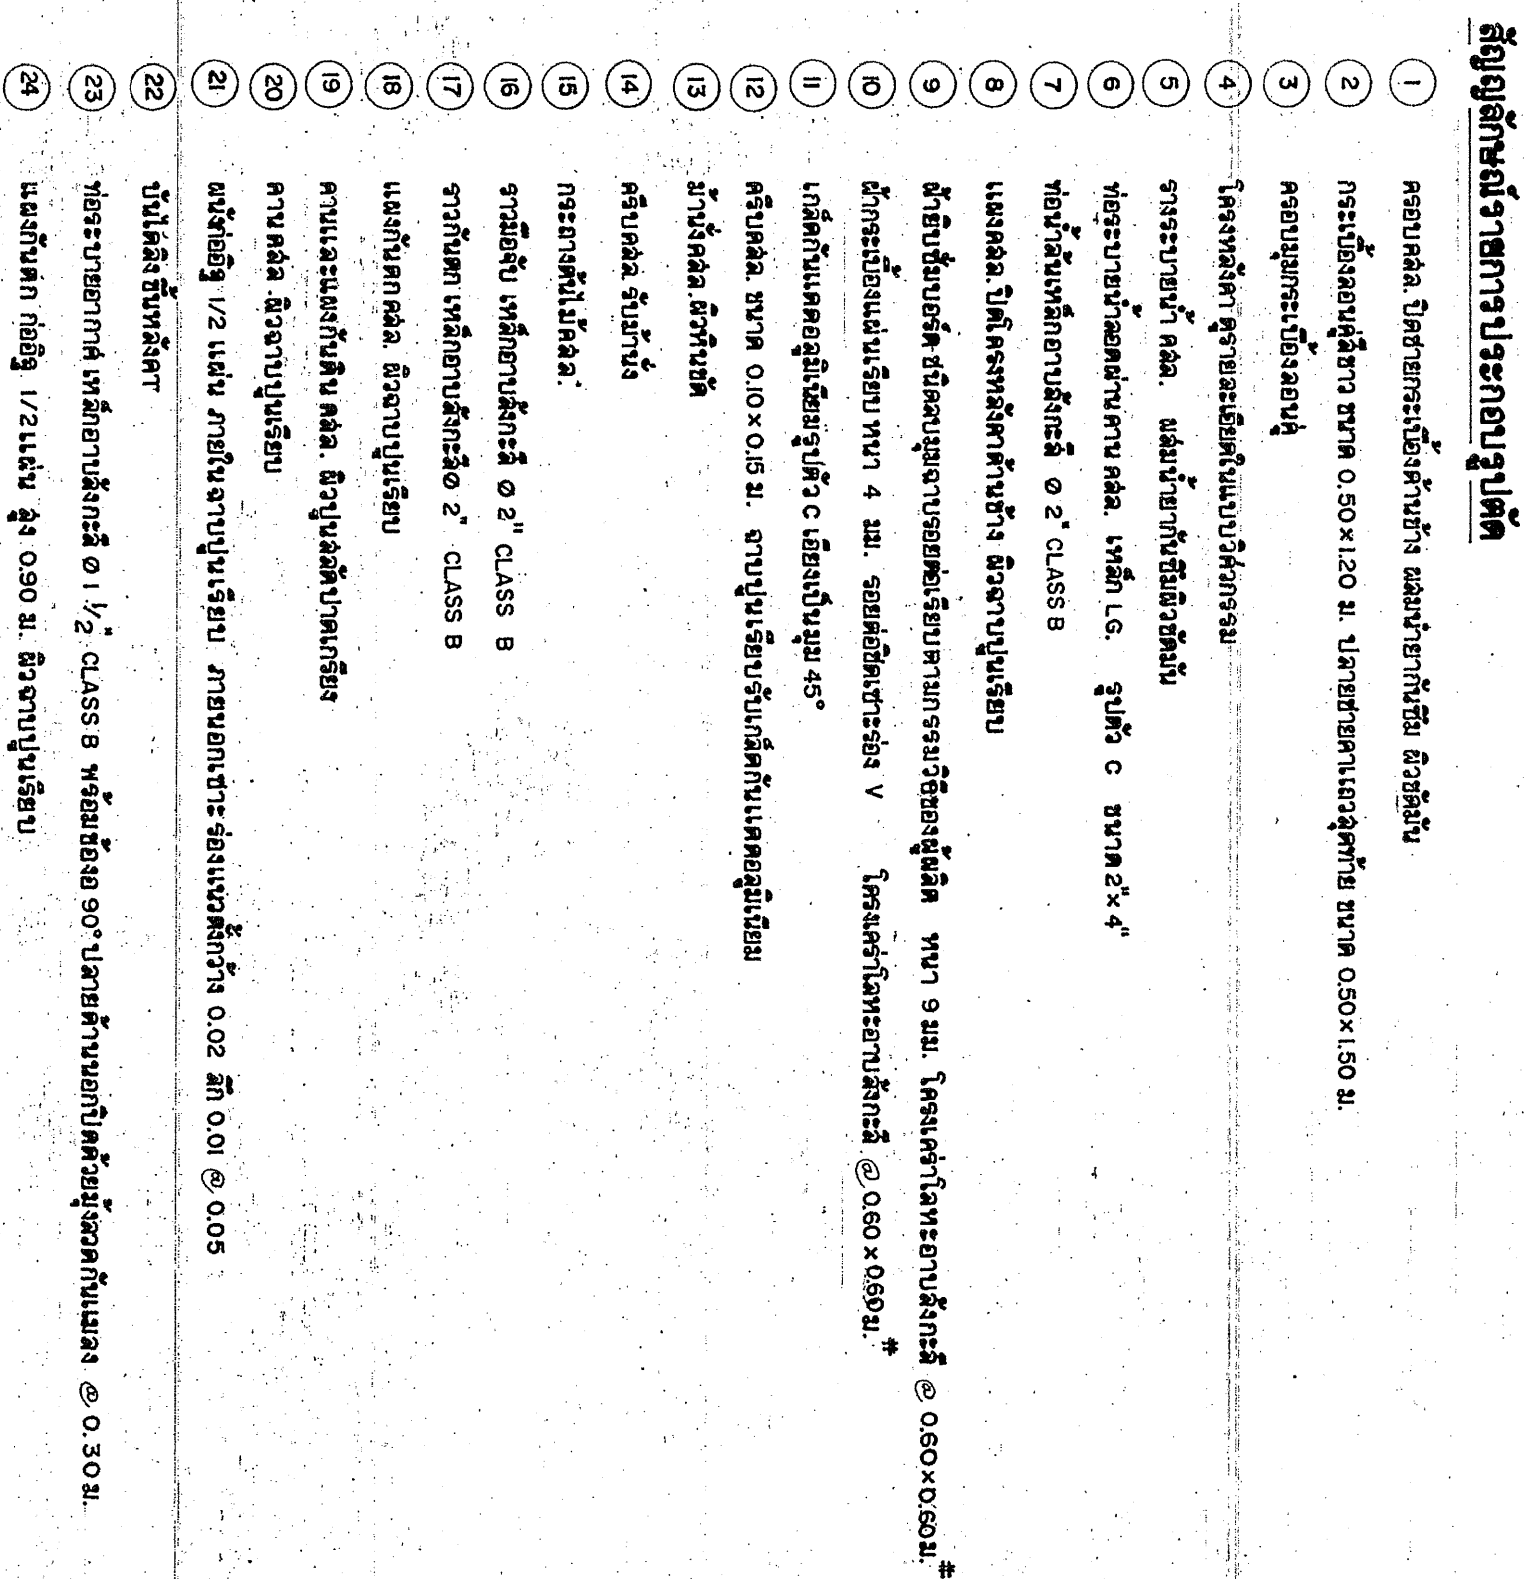 สัญญลักษณ์รายการประกอบรูปตัด
1 ครอบคสล. ปิดชายกระเบื้องด้านข้าง ผสมน้ำยากันซึม ผิวขัดมัน
2 กระเบื้องลอนคู่สีขาว ขนาด 0.50×1.20 ม. ปลายชายคาแถวสุดท้าย ขนาด 0.50×1.50 ม.
3 ครอบมุมกระเบื้องลอนคู่
4 โครงหลังคา ดูรายละเอียดในแบบวิศวกรรม
5 รางระบายน้ำ คสล. ผสมน้ำยากันซึมผิวขัดมัน
6 ท่อระบายน้ำลอดผ่านคาน คสล. เหล็ก LG. รูปตัว C ขนาด 2"×4"
7 ท่อน้ำล้นเหล็กอาบสังกะสี ∅ 2" CLASS B
8 แผงคสล. ปิดโครงหลังคาด้านข้าง ผิวฉาบปูนเรียบ
9 ฝ้ายิบซั่มบอร์ด ชนิดลบมุมฉาบรอยต่อเรียบตามกรรมวิธีของผู้ผลิต หนา 9 มม. โครงเคร่าโลหะอาบสังกะสี @ 0.60×0.60 ม. #
10 ฝ้ากระเบื้องแผ่นเรียบ หนา 4 มม. รอยต่อชิดเซาะร่อง V โครงเคร่าโลหะอาบสังกะสี @ 0.60×0.60 ม. #
11 เกล็ดกันแดดอลูมิเนียมรูปตัว C เอียงเป็นมุม 45°
12 ครีบคสล. ขนาด 0.10×0.15 ม. ฉาบปูนเรียบรับเกล็ดกันแดดอลูมิเนียม
13 ม้านั่งคสล. ผิวหินขัด
14 ครีบคสล. รับม้านั่ง
15 กระถางต้นไม้คสล.
16 ราวมือจับ เหล็กอาบสังกะสี ∅ 2" CLASS B
17 ราวกันตก เหล็กอาบสังกะสี ∅ 2" CLASS B
18 แผงกันตก คสล. ผิวฉาบปูนเรียบ
19 คานและแผงกันดิน คสล. ผิวปูนสลัดปาดเกรียง
20 คาน คสล. ผิวฉาบปูนเรียบ
21 ผนังก่ออิฐ 1/2 แผ่น ภายในฉาบปูนเรียบ ภายนอกเซาะร่องแนวตั้งกว้าง 0.02 ลึก 0.01 @ 0.05
22 บันไดลิงขึ้นหลังคา
23 ท่อระบายอากาศ เหล็กอาบสังกะสี ∅ 1 1/2" CLASS B พร้อมข้องอ 90° ปลายด้านนอกปิดด้วยมุ้งลวดกันแมลง @ 0.30 ม.
24 แผงกันตก ก่ออิฐ 1/2 แผ่น สูง 0.90 ม. ผิวฉาบปูนเรียบ